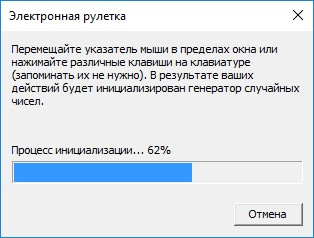 Электронная рулетка
Перемещайте указатель мыши в пределах окна или
нажимайте различные клавиши на клавиатуре
(запоминать их не нужно). В результате ваших
действий будет инициализирован генератор случайных
чисел.
Процесс инициализации... 62%
Отмена